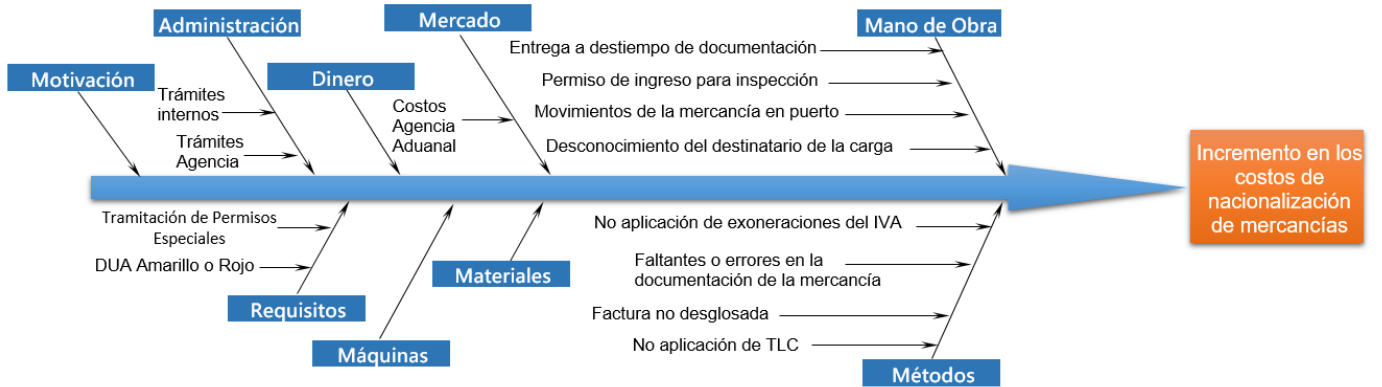 Administración
Mercado
Mano de Obra
Motivación
Dinero
Trámites
internos
Trámites
Agencia
Costos
Agencia
Aduanal
Entrega a destiempo de documentación
Permiso de ingreso para inspección
Movimientos de la mercancía en puerto
Desconocimiento del destinatario de la carga
Incremento en los
costos de
nacionalización
de mercancías
Tramitación de Permisos
Especiales
DUA Amarillo o Rojo
Requisitos
Máquinas
Materiales
No aplicación de exoneraciones del IVA
Faltantes o errores en la
documentación de la mercancía
Factura no desglosada
No aplicación de TLC
Métodos